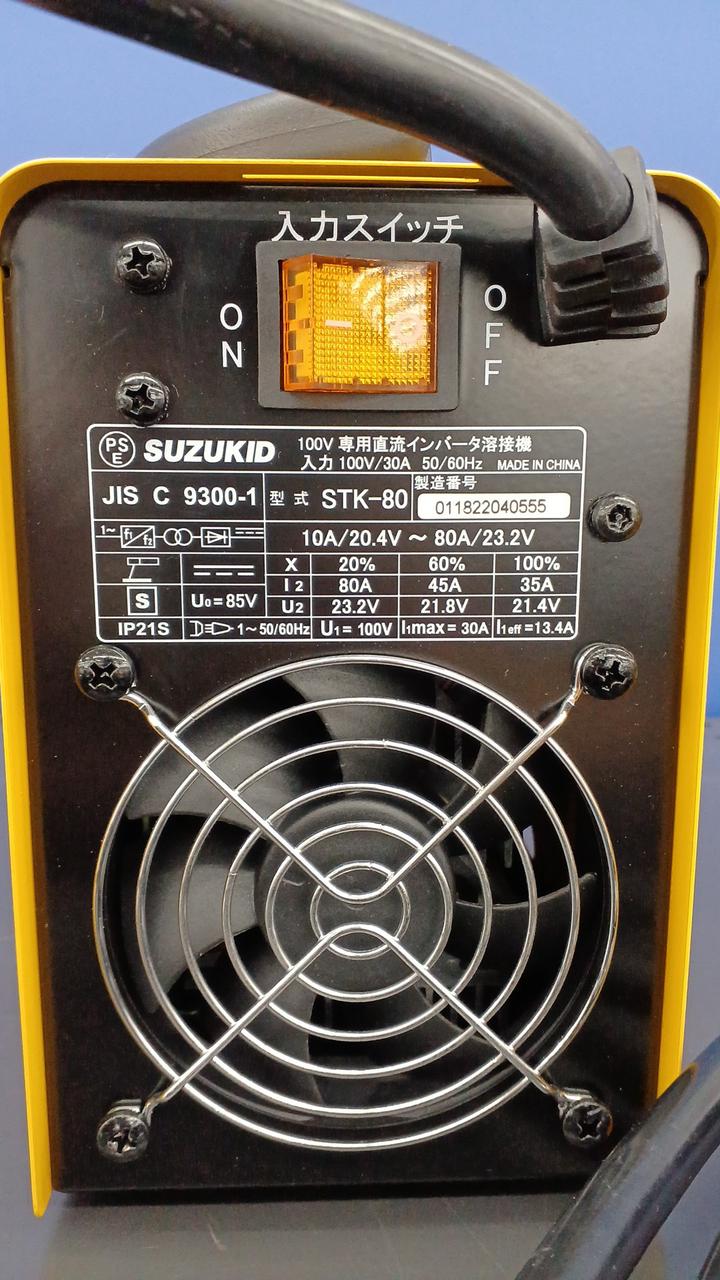 入力スイッチ
ON
OFF
PSE SUZUKID 100V 専用直流インバータ溶接機
入力 100V/30A 50/60Hz MADE IN CHINA
JIS C 9300-1 型式 STK-80 製造番号
011822040555
1~ f1 f2 10A/20.4V ~ 80A/23.2V
X 20% 60% 100%
I2 80A 45A 35A
S U0=85V U2 23.2V 21.8V 21.4V
IP21S 1~50/60Hz U1=100V I1max=30A I1eff=13.4A